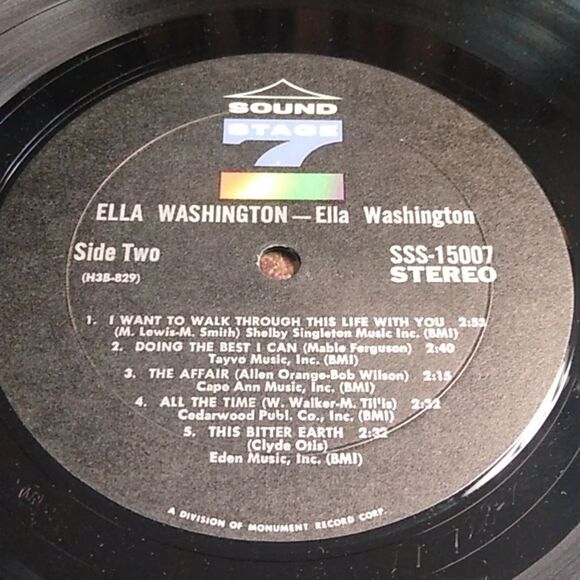 SOUND
STAGE
7
ELLA WASHINGTON — Ella Washington
Side Two
SSS-15007
(H3B-829)
STEREO
1. I WANT TO WALK THROUGH THIS LIFE WITH YOU 2:53
(M. Lewis-M. Smith) Shelby Singleton Music Inc. (BMI)
2. DOING THE BEST I CAN (Mable Ferguson) 2:40
Tayvo Music, Inc. (BMI)
3. THE AFFAIR (Allen Orange-Bob Wilson) 2:15
Cape Ann Music, Inc. (BMI)
4. ALL THE TIME (W. Walker-M. Til'is) 2:32
Cedarwood Publ. Co., Inc. (BMI)
5. THIS BITTER EARTH 2:32
(Clyde Otis)
Eden Music, Inc. (BMI)
A DIVISION OF MONUMENT RECORD CORP.